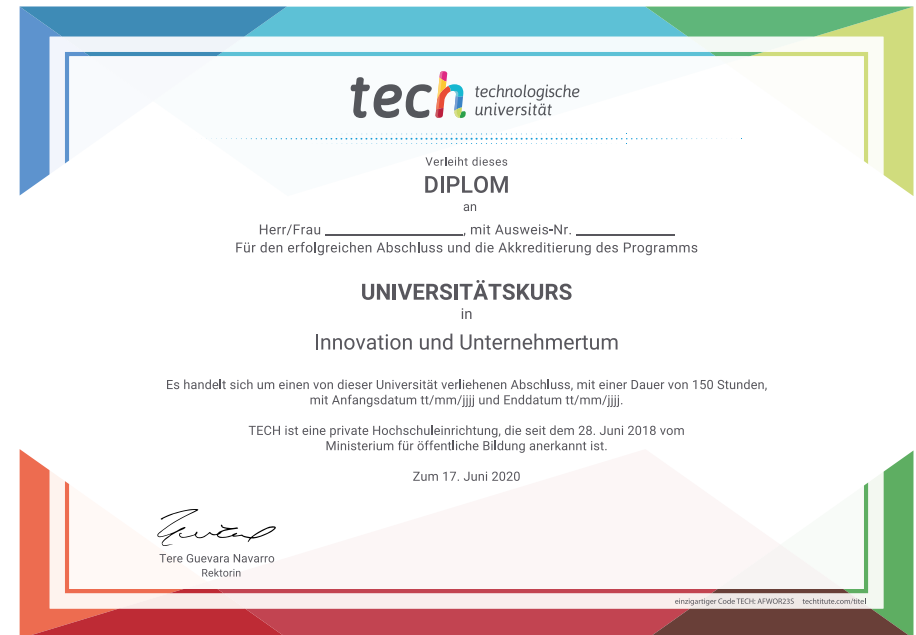 tech technologische
universität
Verleiht dieses
DIPLOM
an
Herr/Frau ____________________, mit Ausweis-Nr. ______________
Für den erfolgreichen Abschluss und die Akkreditierung des Programms
UNIVERSITÄTSKURS
in
Innovation und Unternehmertum
Es handelt sich um einen von dieser Universität verliehenen Abschluss, mit einer Dauer von 150 Stunden,
mit Anfangsdatum tt/mm/jjjj und Enddatum tt/mm/jjjj.
TECH ist eine private Hochschuleinrichtung, die seit dem 28. Juni 2018 vom
Ministerium für öffentliche Bildung anerkannt ist.
Zum 17. Juni 2020
Tere Guevara Navarro
Rektorin
einzigartiger Code TECH: AFWOR23S techtitute.com/titel